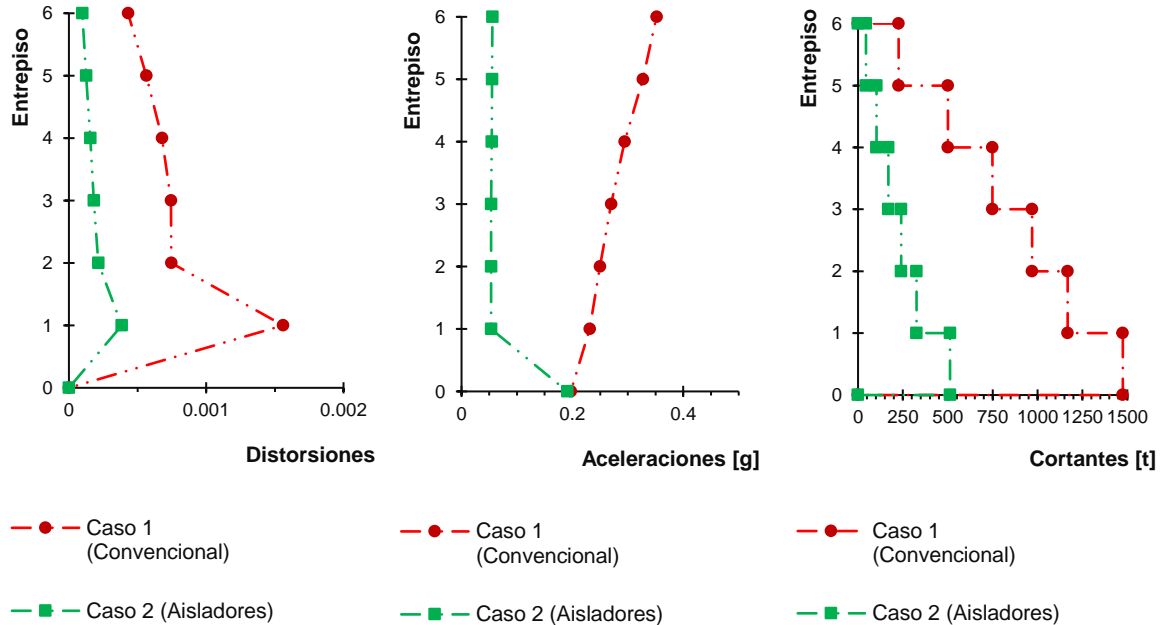 Entrepiso
6
5
4
3
2
1
0
0
0.001
0.002
Distorsiones
Caso 1
(Convencional)
Caso 2 (Aisladores)
Entrepiso
6
5
4
3
2
1
0
0
0.2
0.4
Aceleraciones [g]
Caso 1
(Convencional)
Caso 2 (Aisladores)
Entrepiso
6
5
4
3
2
1
0
0
250
500
750
1000
1250
1500
Cortantes [t]
Caso 1
(Convencional)
Caso 2 (Aisladores)